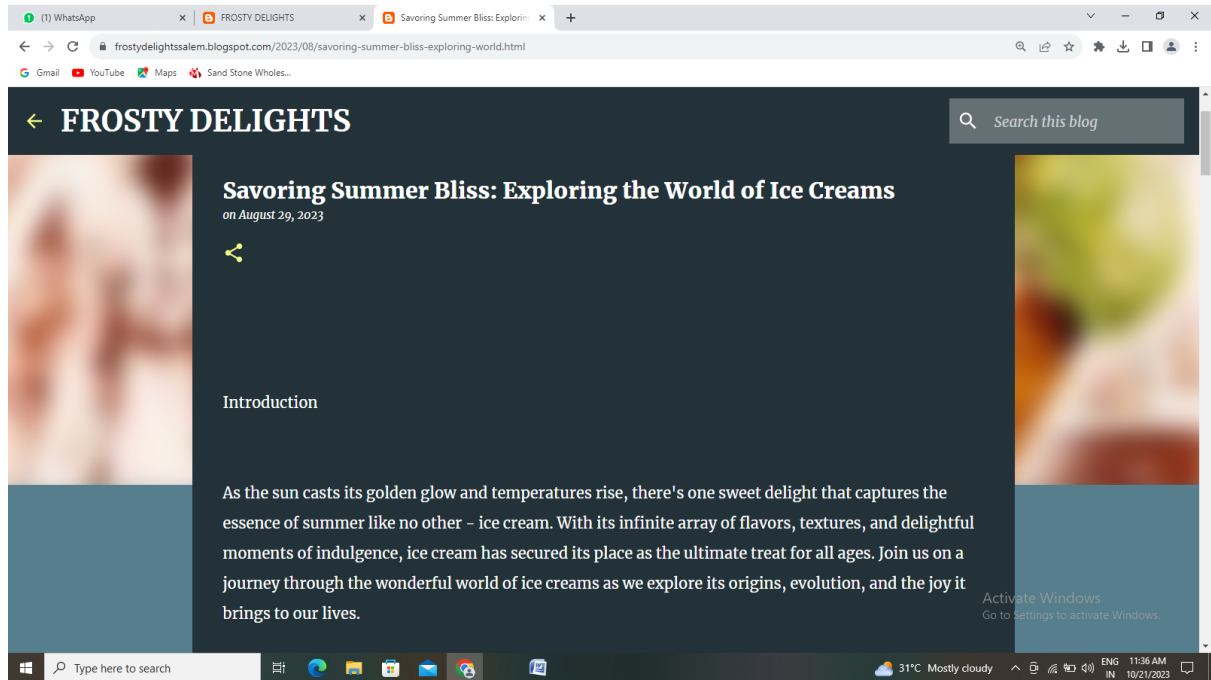 (1) WhatsApp
FROSTY DELIGHTS
Savoring Summer Bliss: Explorin
frostydelightssalem.blogspot.com/2023/08/savoring-summer-bliss-exploring-world.html
Gmail
YouTube
Maps
Sand Stone Wholes...
FROSTY DELIGHTS
Search this blog
Savoring Summer Bliss: Exploring the World of Ice Creams
on August 29, 2023
Introduction
As the sun casts its golden glow and temperatures rise, there's one sweet delight that captures the
essence of summer like no other – ice cream. With its infinite array of flavors, textures, and delightful
moments of indulgence, ice cream has secured its place as the ultimate treat for all ages. Join us on a
journey through the wonderful world of ice creams as we explore its origins, evolution, and the joy it
brings to our lives.
Activate Windows
Go to Settings to activate Windows.
Type here to search
31°C Mostly cloudy
ENG
IN
11:36 AM
10/21/2023